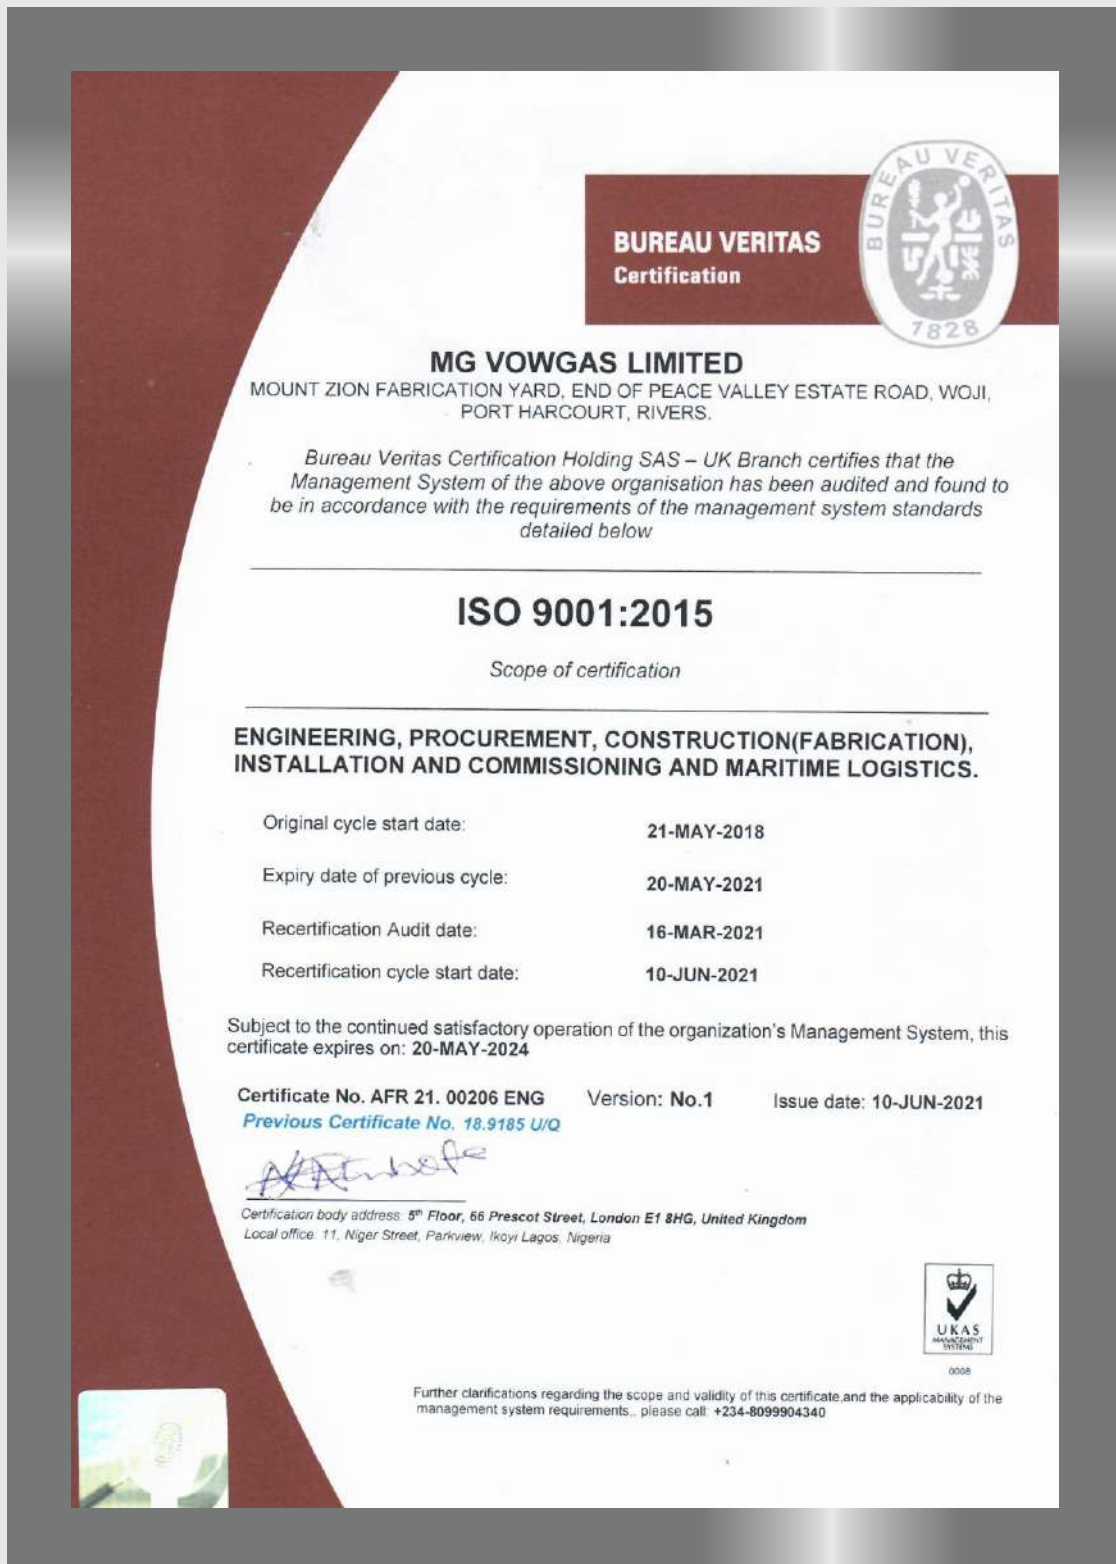 BUREAU VERITAS
Certification
BUREAU VERITAS
1828
MG VOWGAS LIMITED
MOUNT ZION FABRICATION YARD, END OF PEACE VALLEY ESTATE ROAD, WOJI,
PORT HARCOURT, RIVERS.
Bureau Veritas Certification Holding SAS – UK Branch certifies that the
Management System of the above organisation has been audited and found to
be in accordance with the requirements of the management system standards
detailed below
ISO 9001:2015
Scope of certification
ENGINEERING, PROCUREMENT, CONSTRUCTION(FABRICATION),
INSTALLATION AND COMMISSIONING AND MARITIME LOGISTICS.
Original cycle start date: 21-MAY-2018
Expiry date of previous cycle: 20-MAY-2021
Recertification Audit date: 16-MAR-2021
Recertification cycle start date: 10-JUN-2021
Subject to the continued satisfactory operation of the organization's Management System, this
certificate expires on: 20-MAY-2024
Certificate No. AFR 21. 00206 ENG Version: No.1 Issue date: 10-JUN-2021
Previous Certificate No. 18.9185 U/Q
Certification body address: 5th Floor, 66 Prescot Street, London E1 8HG, United Kingdom
Local office: 11, Niger Street, Parkview, Ikoyi Lagos, Nigeria
UKAS
MANAGEMENT
SYSTEMS
0008
Further clarifications regarding the scope and validity of this certificate,and the applicability of the
management system requirements,, please call: +234-8099904340